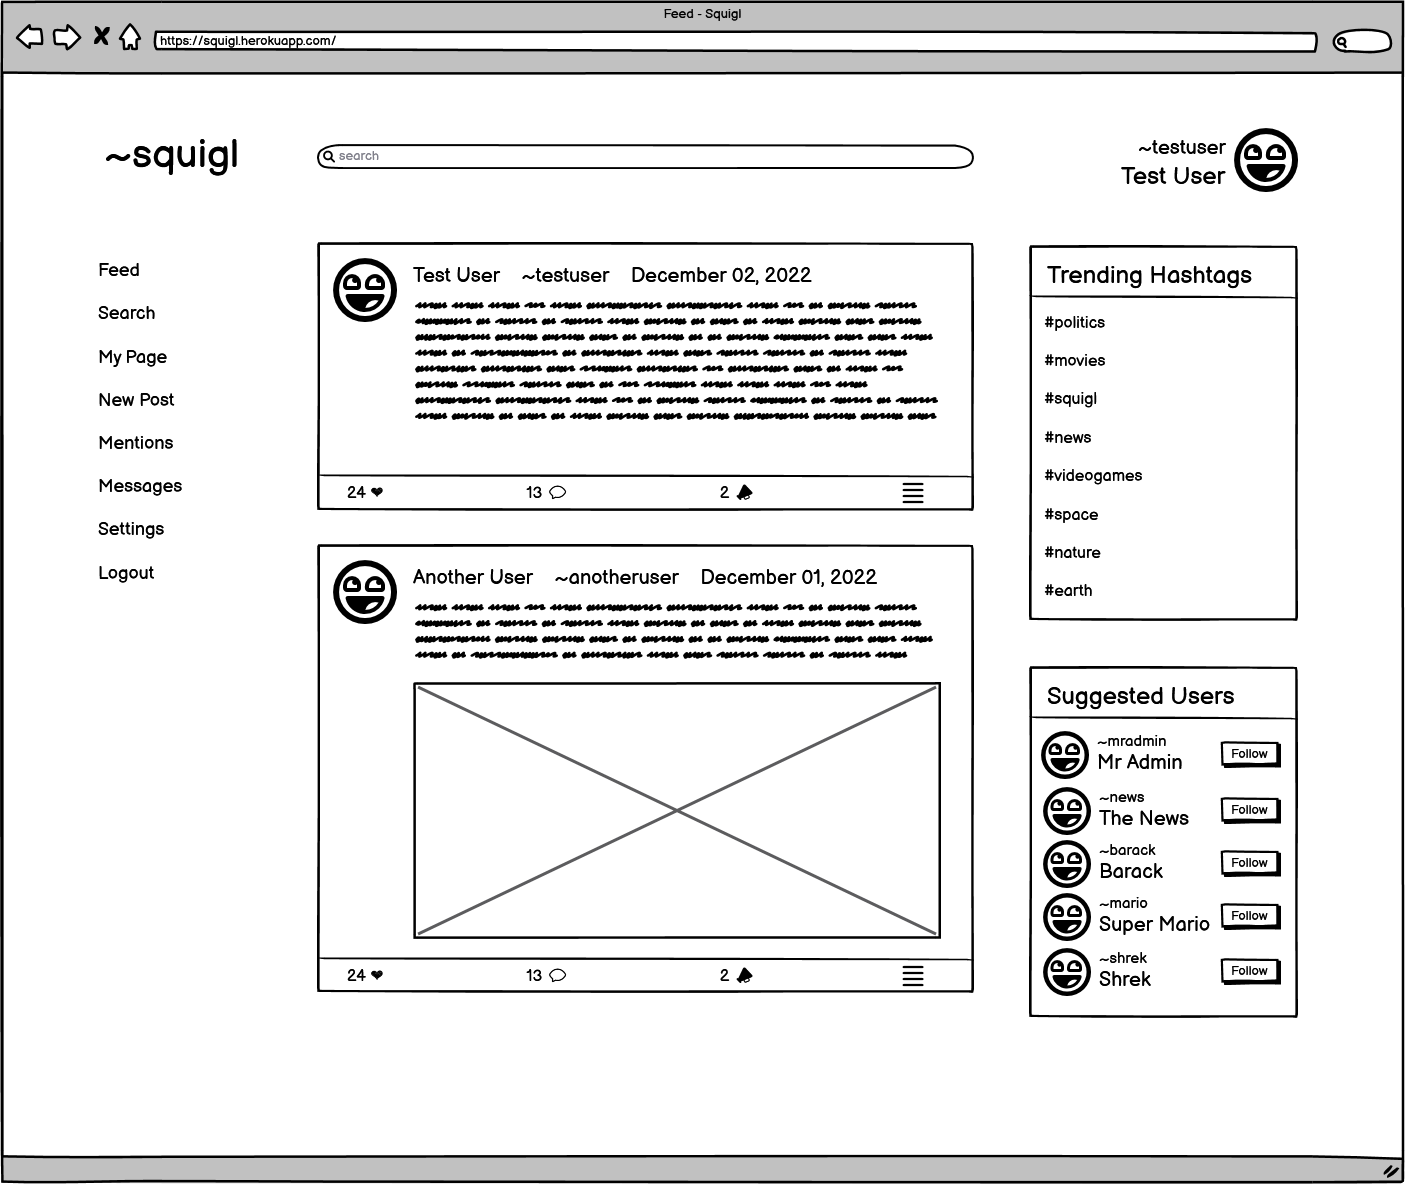 Feed - Squigl
https://squigl.herokuapp.com/
~squigl
search
~testuser
Test User
Feed
Search
My Page
New Post
Mentions
Messages
Settings
Logout
Test User ~testuser December 02, 2022
24 13 2
Another User ~anotheruser December 01, 2022
24 13 2
Trending Hashtags
#politics
#movies
#squigl
#news
#videogames
#space
#nature
#earth
Suggested Users
~mradmin
Mr Admin
Follow
~news
The News
Follow
~barack
Barack
Follow
~mario
Super Mario
Follow
~shrek
Shrek
Follow